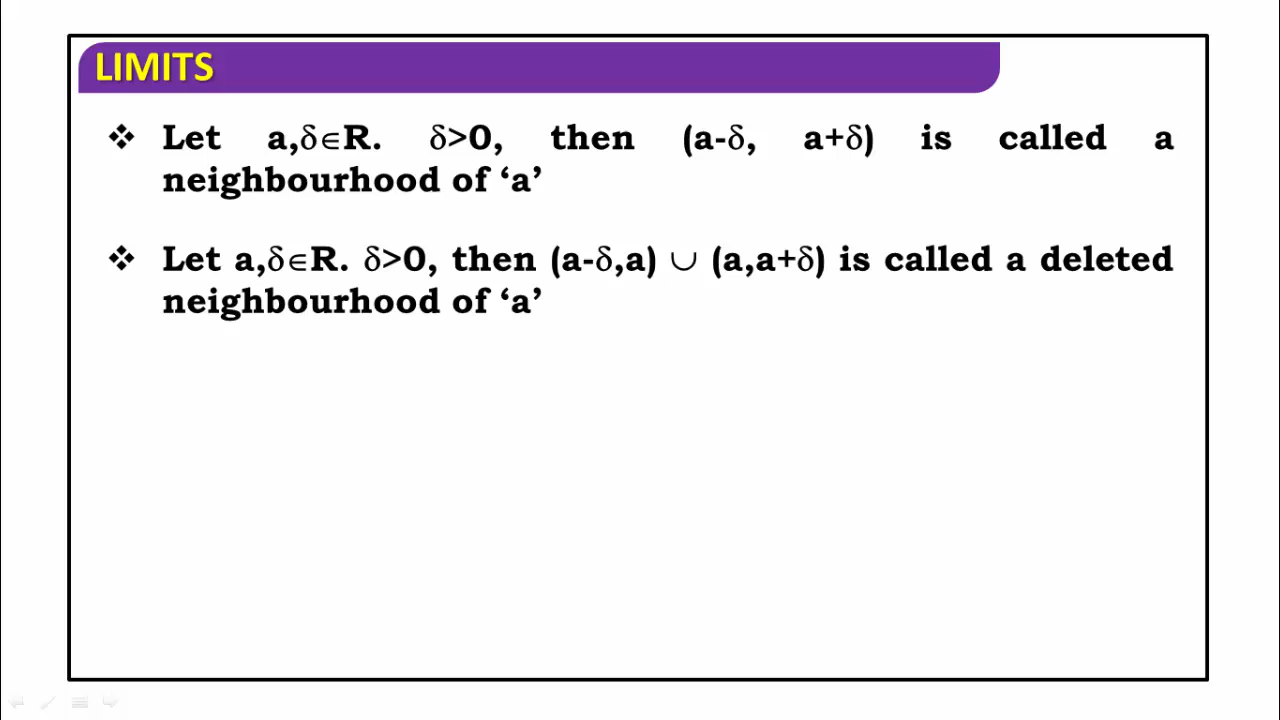 LIMITS
❖ Let a,δ∈R. δ>0, then (a-δ, a+δ) is called a
neighbourhood of ‘a’
❖ Let a,δ∈R. δ>0, then (a-δ,a) ∪ (a,a+δ) is called a deleted
neighbourhood of ‘a’